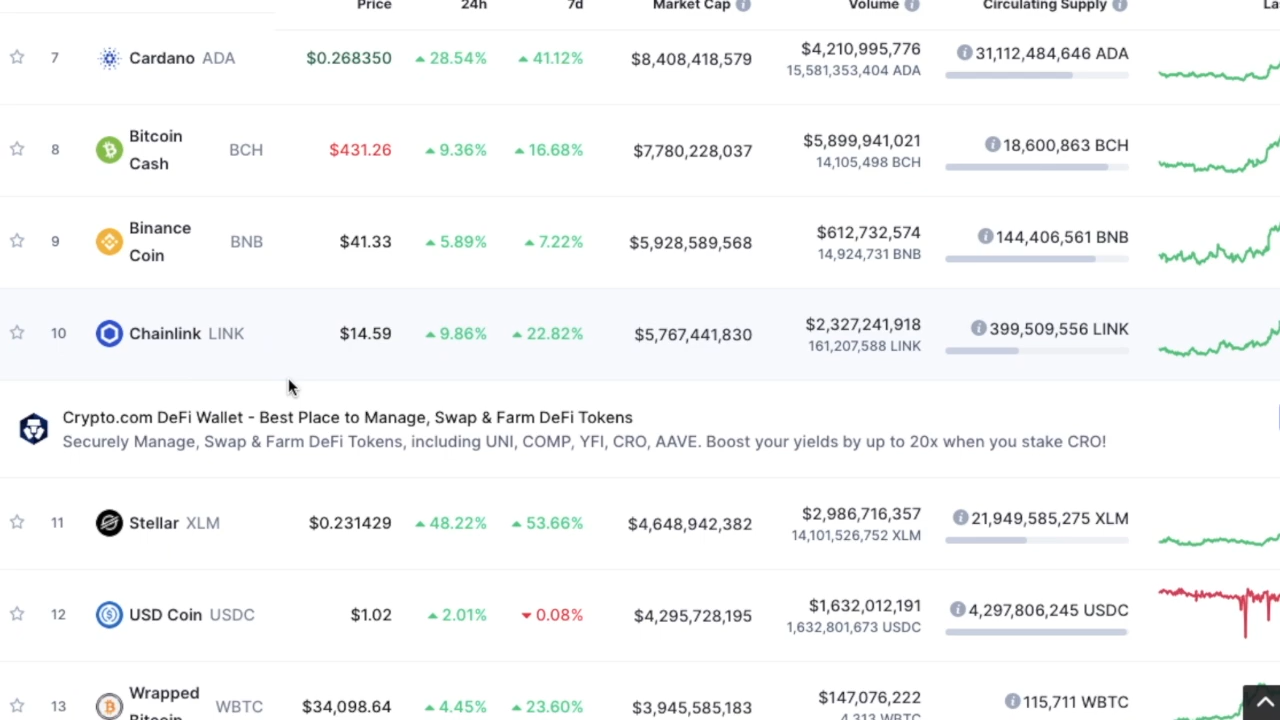 Price 24h 7d Market Cap Volume Circulating Supply La
7 Cardano ADA $0.268350 28.54% 41.12% $8,408,418,579 $4,210,995,776 31,112,484,646 ADA
15,581,353,404 ADA
8 Bitcoin Cash BCH $431.26 9.36% 16.68% $7,780,228,037 $5,899,941,021 18,600,863 BCH
14,105,498 BCH
9 Binance Coin BNB $41.33 5.89% 7.22% $5,928,589,568 $612,732,574 144,406,561 BNB
14,924,731 BNB
10 Chainlink LINK $14.59 9.86% 22.82% $5,767,441,830 $2,327,241,918 399,509,556 LINK
161,207,588 LINK
Crypto.com DeFi Wallet - Best Place to Manage, Swap & Farm DeFi Tokens
Securely Manage, Swap & Farm DeFi Tokens, including UNI, COMP, YFI, CRO, AAVE. Boost your yields by up to 20x when you stake CRO!
11 Stellar XLM $0.231429 48.22% 53.66% $4,648,942,382 $2,986,716,357 21,949,585,275 XLM
14,101,526,752 XLM
12 USD Coin USDC $1.02 2.01% 0.08% $4,295,728,195 $1,632,012,191 4,297,806,245 USDC
1,632,801,673 USDC
13 Wrapped Bitcoin WBTC $34,098.64 4.45% 23.60% $3,945,585,183 $147,076,222 115,711 WBTC
4,313 WBTC